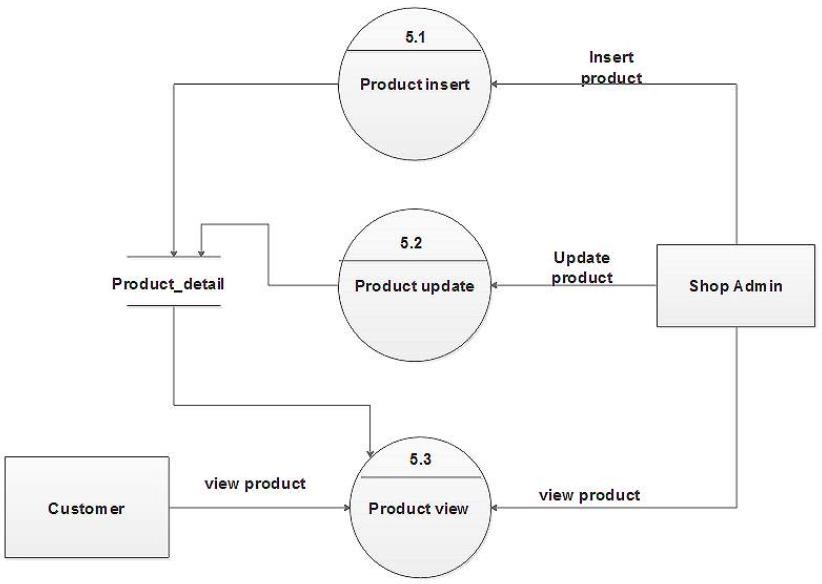 5.1
Product insert
Insert
product
5.2
Product update
Update
product
Shop Admin
Product_detail
5.3
Product view
view product
view product
Customer